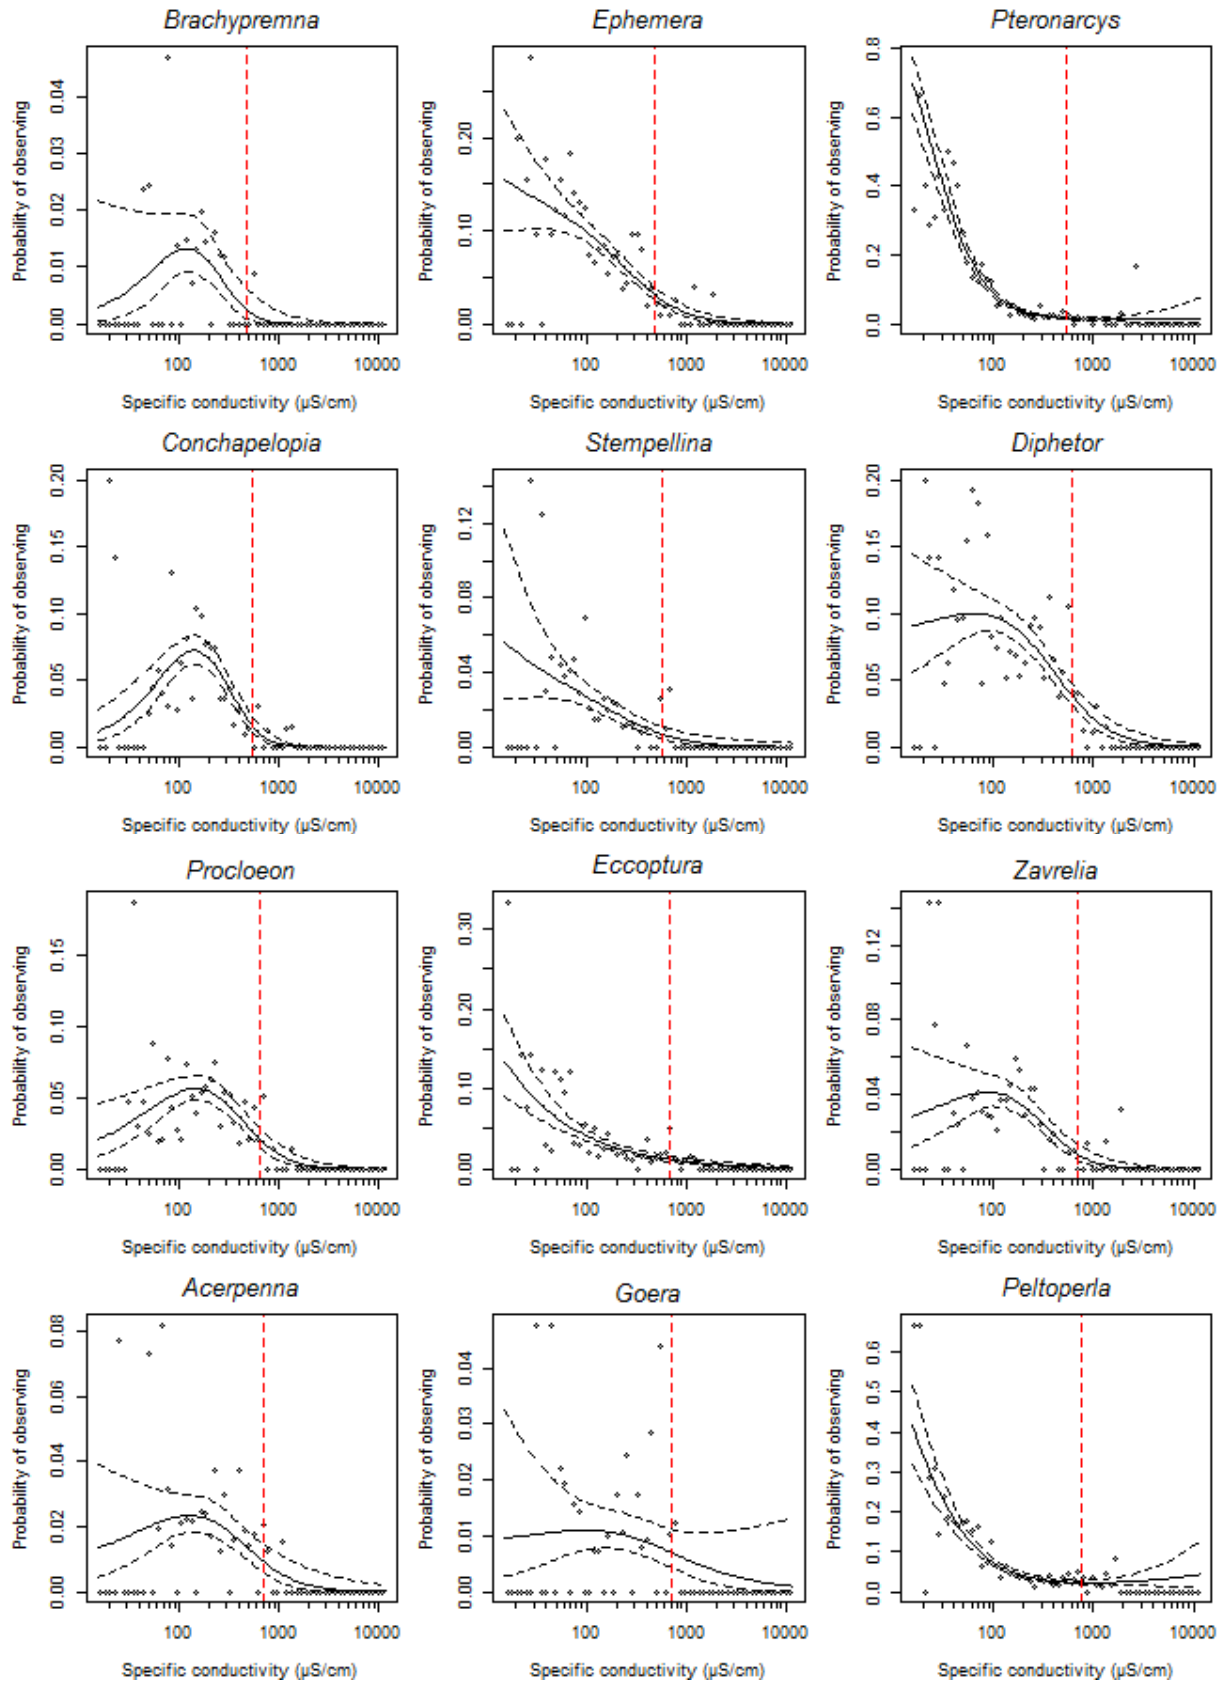 Brachypremna Ephemera Pteronarcys
Probability of observing
0.00 0.01 0.02 0.03 0.04
100 1000 10000
Specific conductivity (µS/cm)
Probability of observing
0.00 0.10 0.20
100 1000 10000
Specific conductivity (µS/cm)
Probability of observing
0.0 0.2 0.4 0.6 0.8
100 1000 10000
Specific conductivity (µS/cm)
Conchapelopia Stempellina Diphetor
Probability of observing
0.00 0.05 0.10 0.15 0.20
100 1000 10000
Specific conductivity (µS/cm)
Probability of observing
0.00 0.04 0.08 0.12
100 1000 10000
Specific conductivity (µS/cm)
Probability of observing
0.00 0.05 0.10 0.15 0.20
100 1000 10000
Specific conductivity (µS/cm)
Procloeon Eccoptura Zavrelia
Probability of observing
0.00 0.05 0.10 0.15
100 1000 10000
Specific conductivity (µS/cm)
Probability of observing
0.00 0.10 0.20 0.30
100 1000 10000
Specific conductivity (µS/cm)
Probability of observing
0.00 0.04 0.08 0.12
100 1000 10000
Specific conductivity (µS/cm)
Acerpenna Goera Peltoperla
Probability of observing
0.00 0.02 0.04 0.06 0.08
100 1000 10000
Specific conductivity (µS/cm)
Probability of observing
0.00 0.01 0.02 0.03 0.04
100 1000 10000
Specific conductivity (µS/cm)
Probability of observing
0.0 0.1 0.2 0.3 0.4 0.5 0.6
100 1000 10000
Specific conductivity (µS/cm)